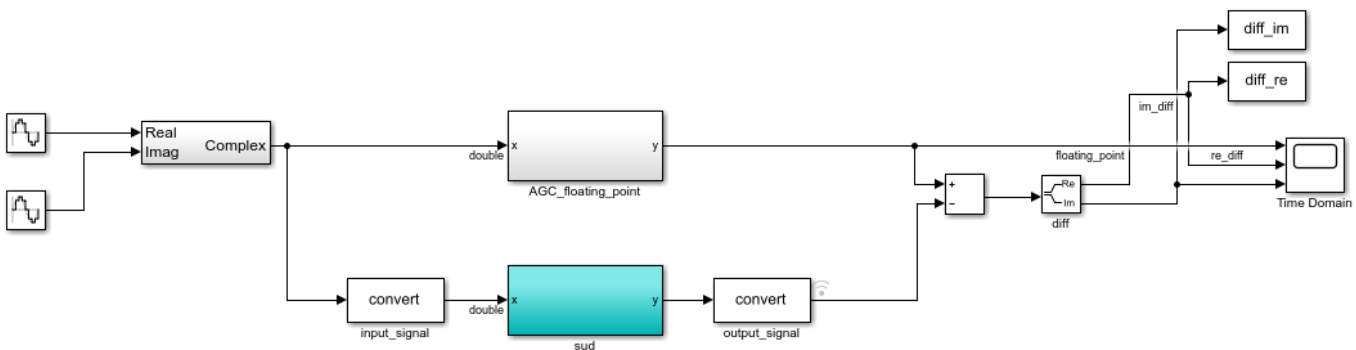 diff_im
diff_re
im_diff
Real
Imag
Complex
double
x
y
AGC_floating_point
floating_point
re_diff
+
−
Re
Im
diff
Time Domain
convert
input_signal
double
x
y
sud
convert
output_signal